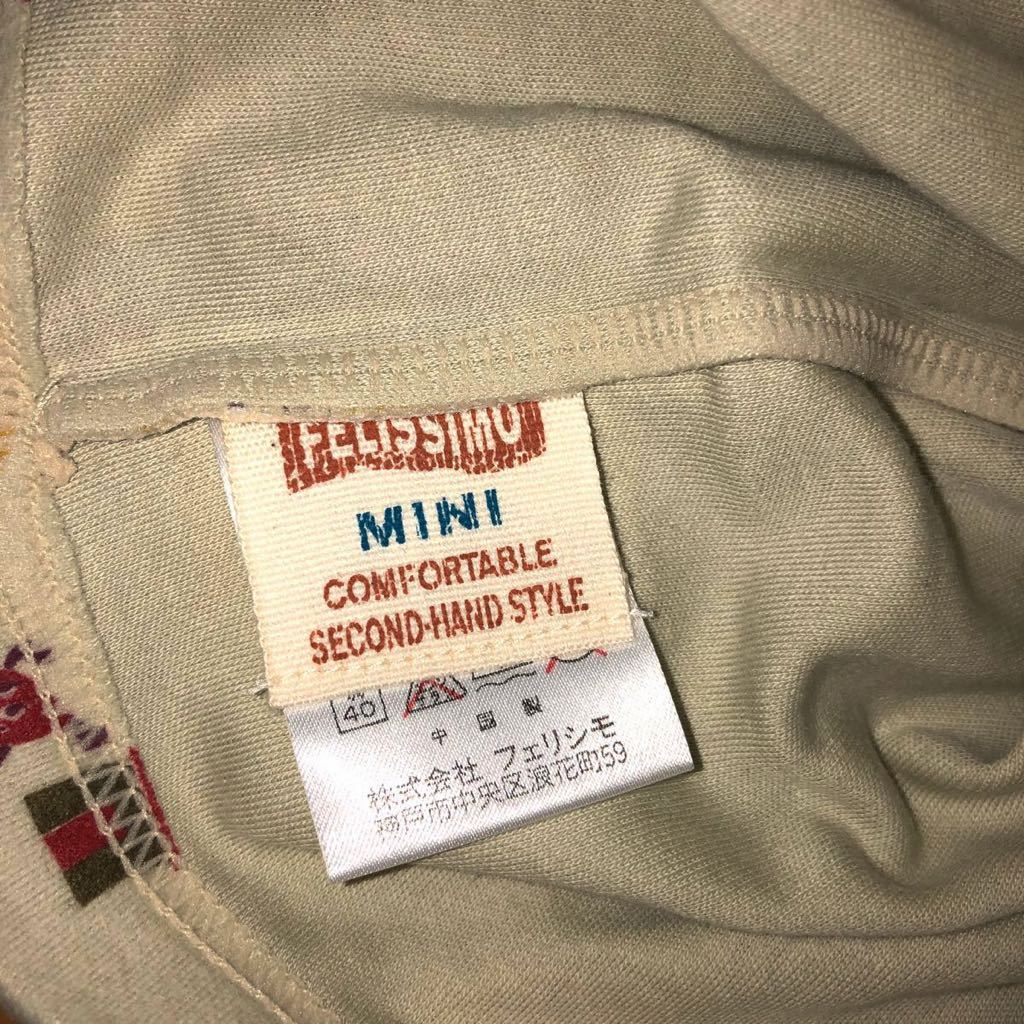 FELISSIMO
MINI
COMFORTABLE
SECOND-HAND STYLE
40
中国製
株式会社 フェリシモ
神戸市中央区浪花町59